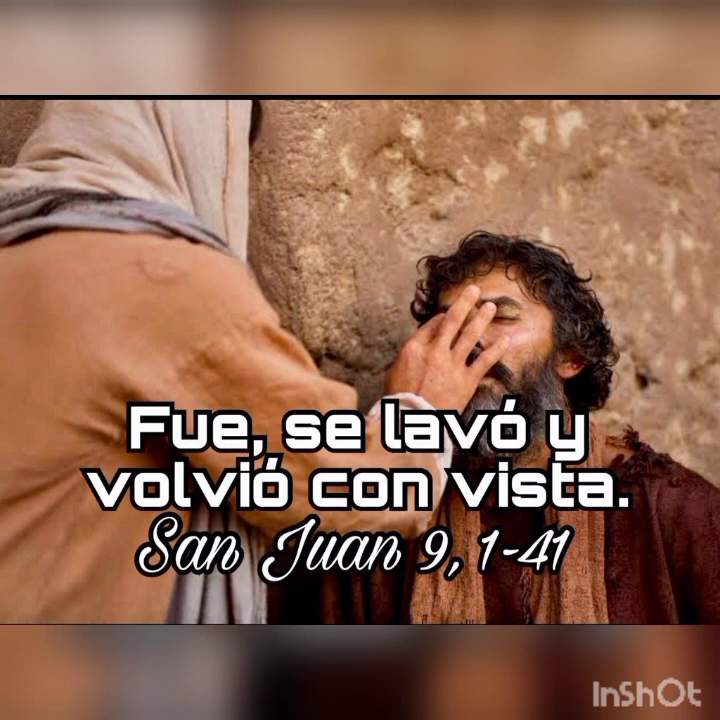 Fue, se lavó y
volvió con vista.
San Juan 9, 1-41
InShOt